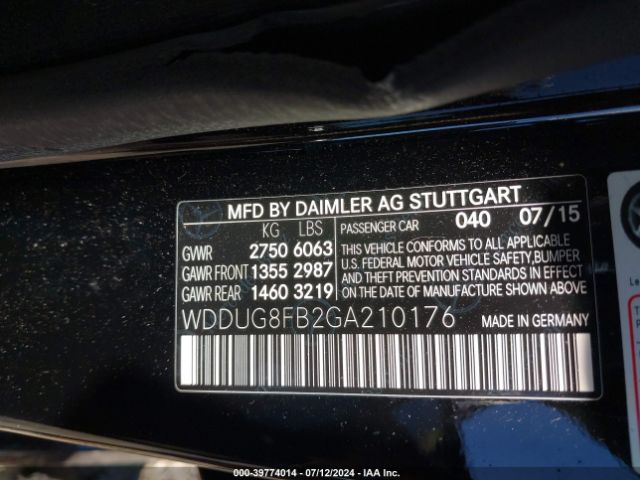 MFD BY DAIMLER AG STUTTGART
KG LBS PASSENGER CAR 040 07/15
GVWR 2750 6063
GAWR FRONT 1355 2987
GAWR REAR 1460 3219
THIS VEHICLE CONFORMS TO ALL APPLICABLE
U.S. FEDERAL MOTOR VEHICLE SAFETY,BUMPER
AND THEFT PREVENTION STANDARDS IN EFFECT
ON THE DATE OF MANUFACTURE SHOWN ABOVE
WDDUG8FB2GA210176 MADE IN GERMANY
Le
000-39774014 - 07/12/2024 - IAA Inc.